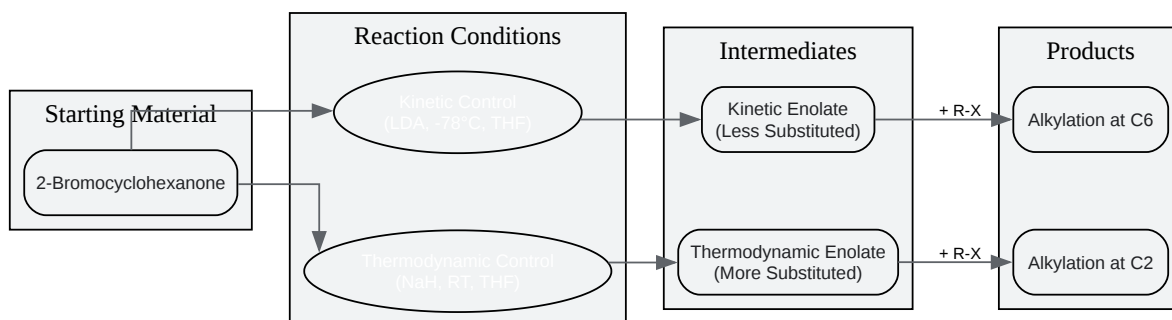 Starting Material
2-Bromocyclohexanone
Reaction Conditions
Kinetic Control
(LDA, -78°C, THF)
Thermodynamic Control
(NaH, RT, THF)
Intermediates
Kinetic Enolate
(Less Substituted)
Thermodynamic Enolate
(More Substituted)
+ R-X
+ R-X
Products
Alkylation at C6
Alkylation at C2